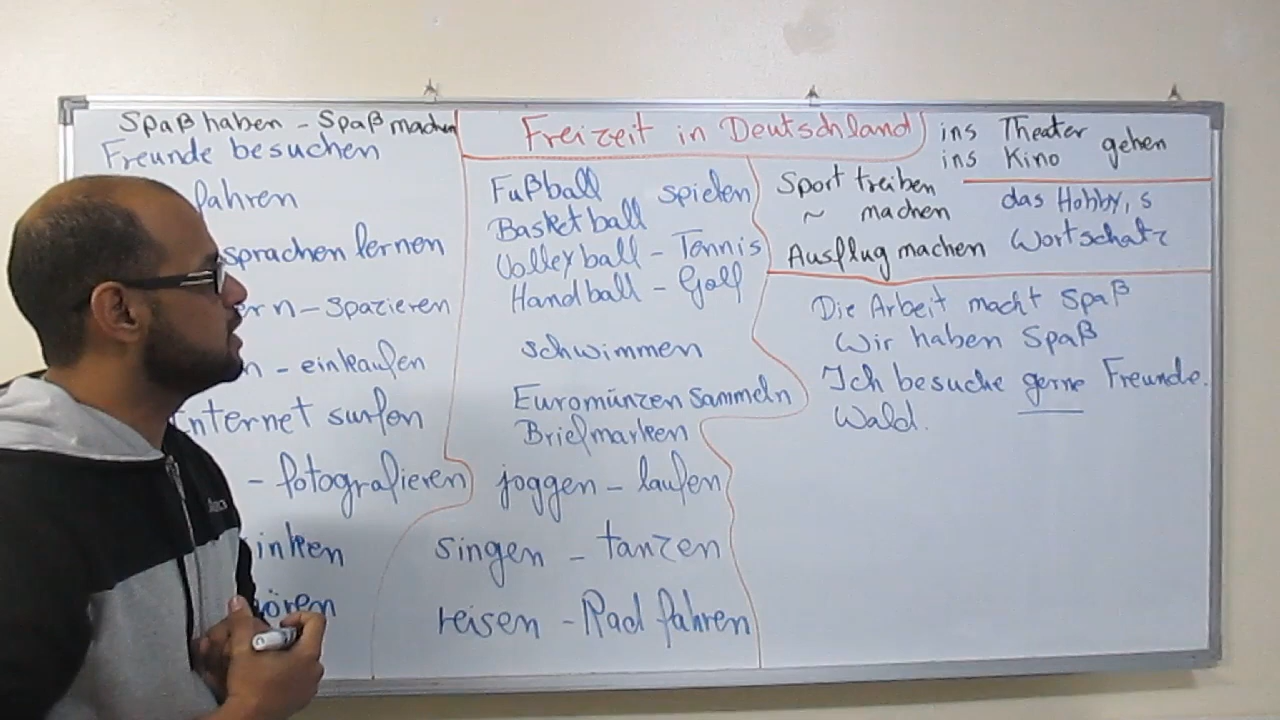 Spaß haben - Spaß machen
Freunde besuchen
fahren
sprachen lernen
rn - spazieren
n - einkaufen
Internet surfen
- fotografieren
inken
ören
Freizeit in Deutschland
Fußball spielen
Basketball
Volleyball - Tennis
Handball - Golf
schwimmen
Euromünzen sammeln
Briefmarken
joggen - laufen
singen - tanzen
reisen - Rad fahren
ins Theater gehen
ins Kino
Sport treiben
~ machen
Ausflug machen
das Hobby, s
Wortschatz
Die Arbeit macht Spaß
Wir haben Spaß
Ich besuche gerne Freunde.
Wald.